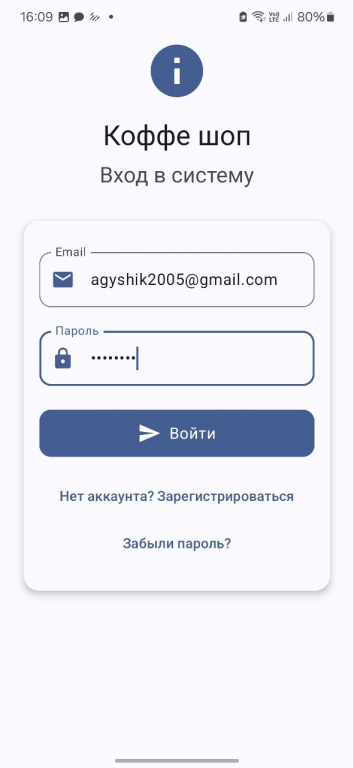 16:09
80%
Коффе шоп
Вход в систему
Email
agyshik2005@gmail.com
Пароль
••••••••
Войти
Нет аккаунта? Зарегистрироваться
Забыли пароль?